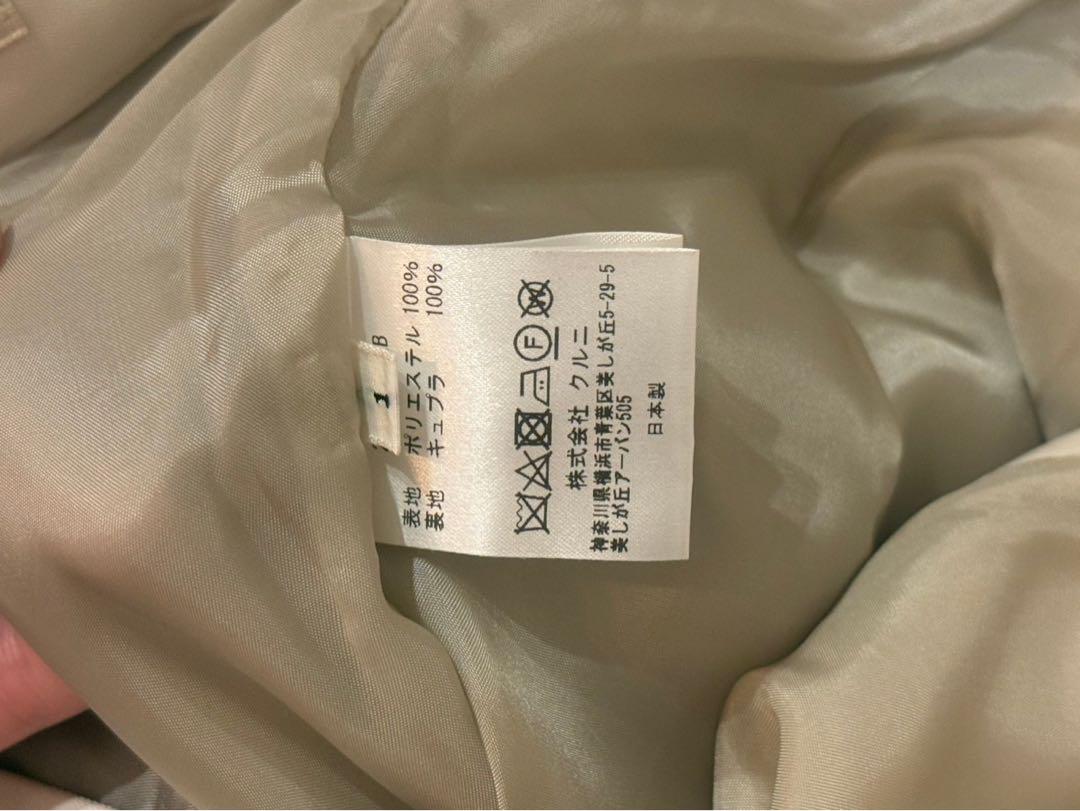 1
B
表地 ポリエステル 100%
裏地 キュプラ 100%
F W
株式会社 クルニ
神奈川県横浜市青葉区美しが丘5-29-5
美しが丘アーバン505
日本製